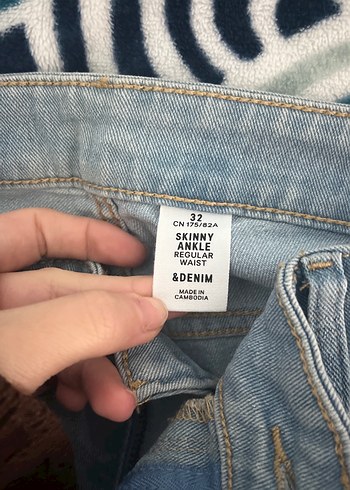 32
CN 175/82A
SKINNY
ANKLE
REGULAR
WAIST
&DENIM
MADE IN
CAMBODIA